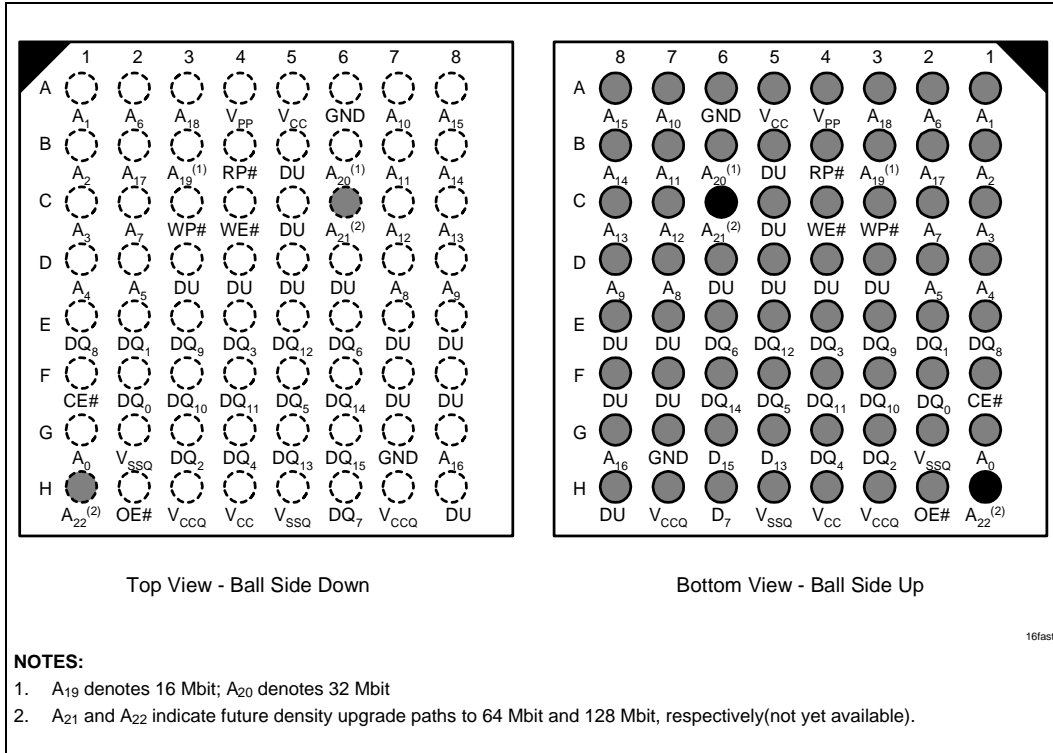 1 2 3 4 5 6 7 8
A
A1 A6 A18 VPP VCC GND A10 A15
B
A2 A17 A19(1) RP# DU A20(1) A11 A14
C
A3 A7 WP# WE# DU A21(2) A12 A13
D
A4 A5 DU DU DU DU A8 A9
E
DQ8 DQ1 DQ9 DQ3 DQ12 DQ6 DU DU
F
CE# DQ0 DQ10 DQ11 DQ5 DQ14 DU DU
G
A0 VSSQ DQ2 DQ4 DQ13 DQ15 GND A16
H
A22(2) OE# VCCQ VCC VSSQ DQ7 VCCQ DU
Top View - Ball Side Down
8 7 6 5 4 3 2 1
A
A15 A10 GND VCC VPP A18 A6 A1
B
A14 A11 A20(1) DU RP# A19(1) A17 A2
C
A13 A12 A21(2) DU WE# WP# A7 A3
D
A9 A8 DU DU DU DU A5 A4
E
DU DU DQ6 DQ12 DQ3 DQ9 DQ1 DQ8
F
DU DU DQ14 DQ5 DQ11 DQ10 DQ0 CE#
G
A16 GND D15 D13 DQ4 DQ2 VSSQ A0
H
DU VCCQ D7 VSSQ VCC VCCQ OE# A22(2)
Bottom View - Ball Side Up
16fast
NOTES:
1. A19 denotes 16 Mbit; A20 denotes 32 Mbit
2. A21 and A22 indicate future density upgrade paths to 64 Mbit and 128 Mbit, respectively(not yet available).